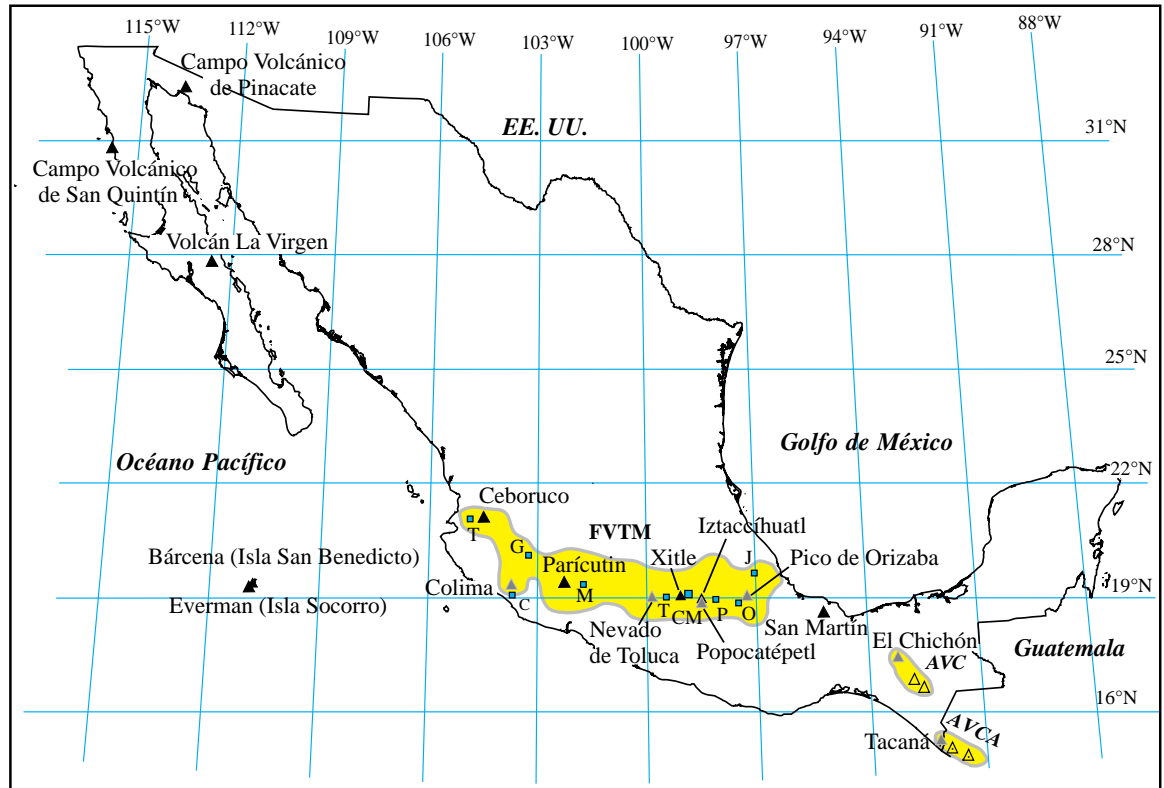 115°W
112°W
106°W
103°W
100°W
97°W
94°W
91°W
88°W
Campo Volcánico
de Pinacate
EE. UU.
31°N
Campo Volcánico
de San Quintín
Volcán La Virgen
28°N
25°N
Golfo de México
Océano Pacífico
22°N
Ceboruco
T
FVTM
Iztaccíhuatl
G
Xitle
J
Pico de Orizaba
Bárcena (Isla San Benedicto)
Parícutin
Colima
C
M
T
CM
P
O
19°N
Everman (Isla Socorro)
San Martín
Nevado
de Toluca
Popocatépetl
El Chichón
AVC
Guatemala
16°N
AVCA
Tacaná